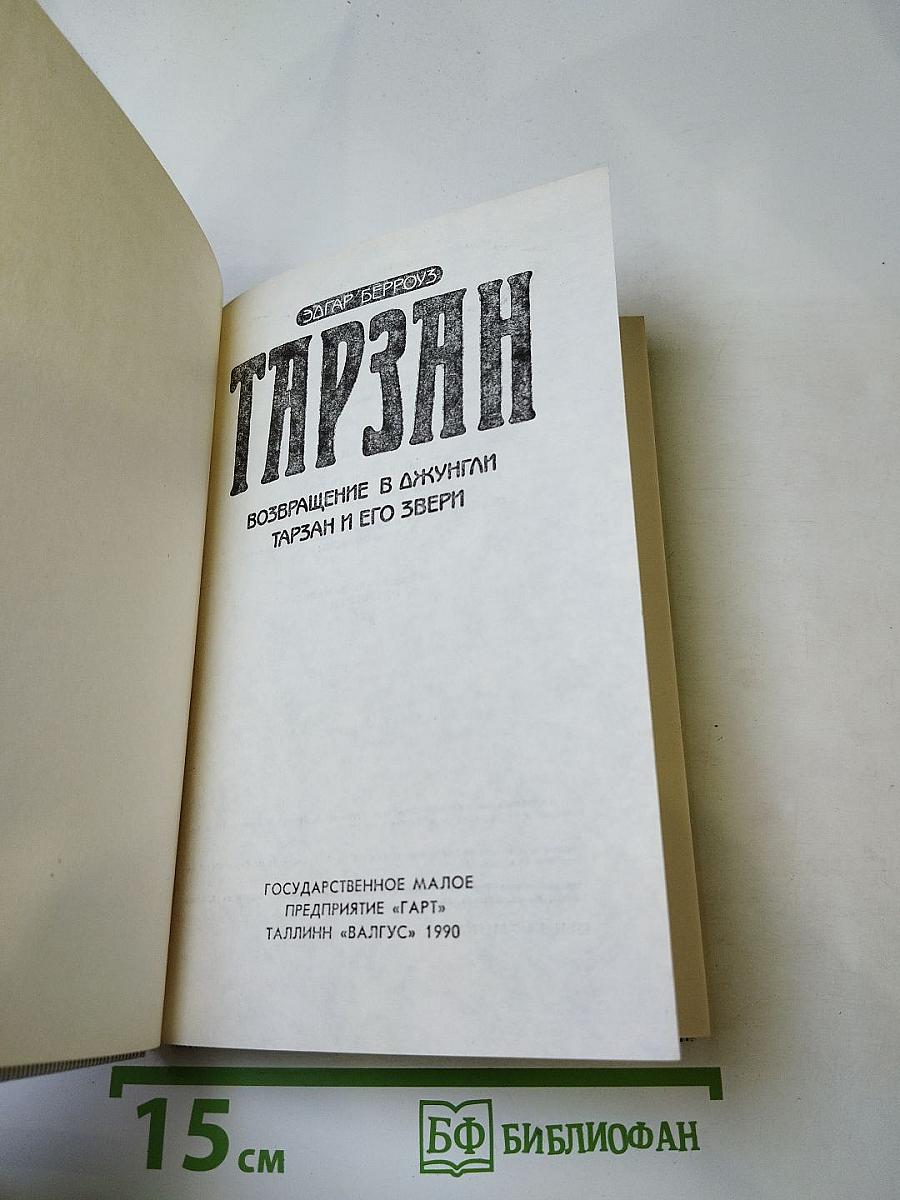 ЭДГАР БЕРРОУЗ
ТАРЗАН
ВОЗВРАЩЕНИЕ В ДЖУНГЛИ
ТАРЗАН И ЕГО ЗВЕРИ
ГОСУДАРСТВЕННОЕ МАЛОЕ
ПРЕДПРИЯТИЕ «ГАРТ»
ТАЛЛИНН «ВАЛГУС» 1990
15 см
БФ БИБЛИОФАН